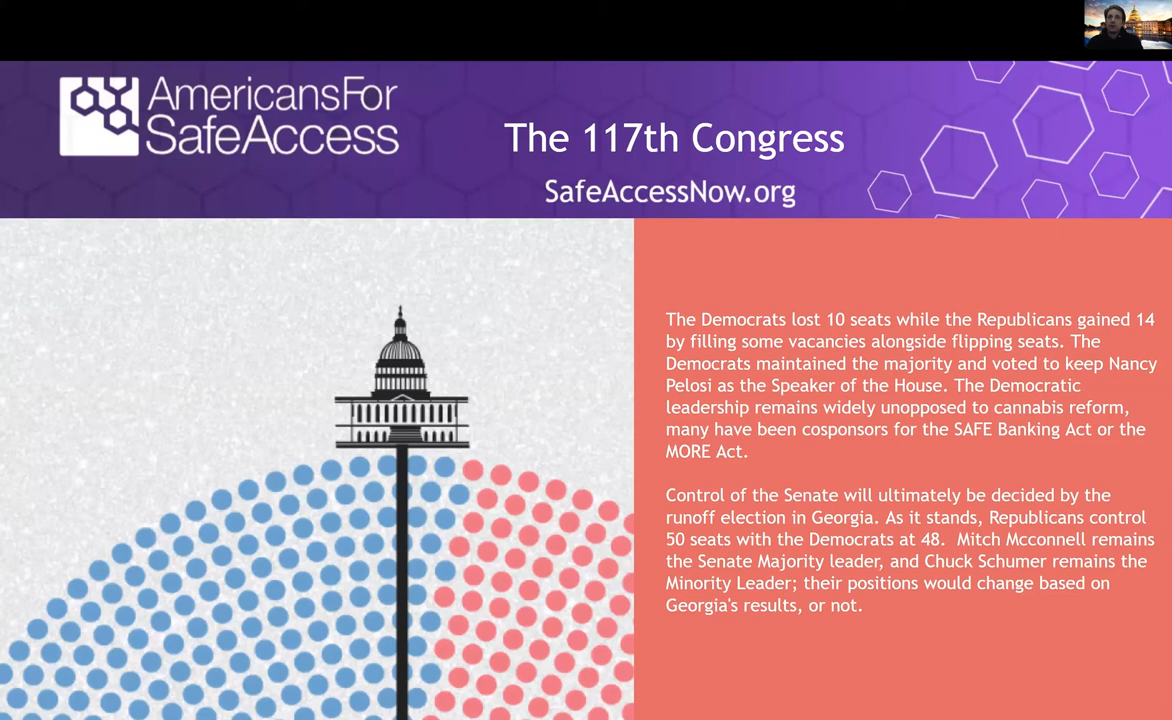 AmericansFor
SafeAccess
The 117th Congress
SafeAccessNow.org
The Democrats lost 10 seats while the Republicans gained 14
by filling some vacancies alongside flipping seats. The
Democrats maintained the majority and voted to keep Nancy
Pelosi as the Speaker of the House. The Democratic
leadership remains widely unopposed to cannabis reform,
many have been cosponsors for the SAFE Banking Act or the
MORE Act.
Control of the Senate will ultimately be decided by the
runoff election in Georgia. As it stands, Republicans control
50 seats with the Democrats at 48. Mitch Mcconnell remains
the Senate Majority leader, and Chuck Schumer remains the
Minority Leader; their positions would change based on
Georgia's results, or not.